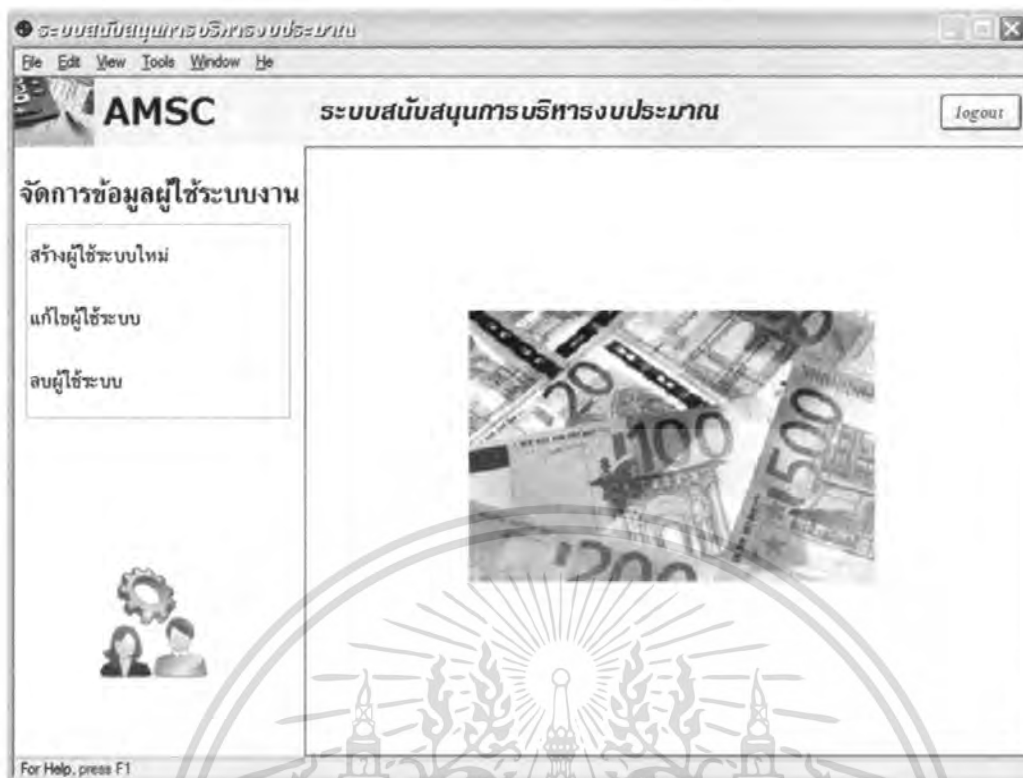 ระบบสนับสนุนการบริหารงบประมาณ
File Edit View Tools Window He
AMSC ระบบสนับสนุนการบริหารงบประมาณ logout
จัดการข้อมูลผู้ใช้ระบบงาน
สร้างผู้ใช้ระบบใหม่
แก้ไขผู้ใช้ระบบ
ลบผู้ใช้ระบบ
20
100
500
200
For Help, press F1